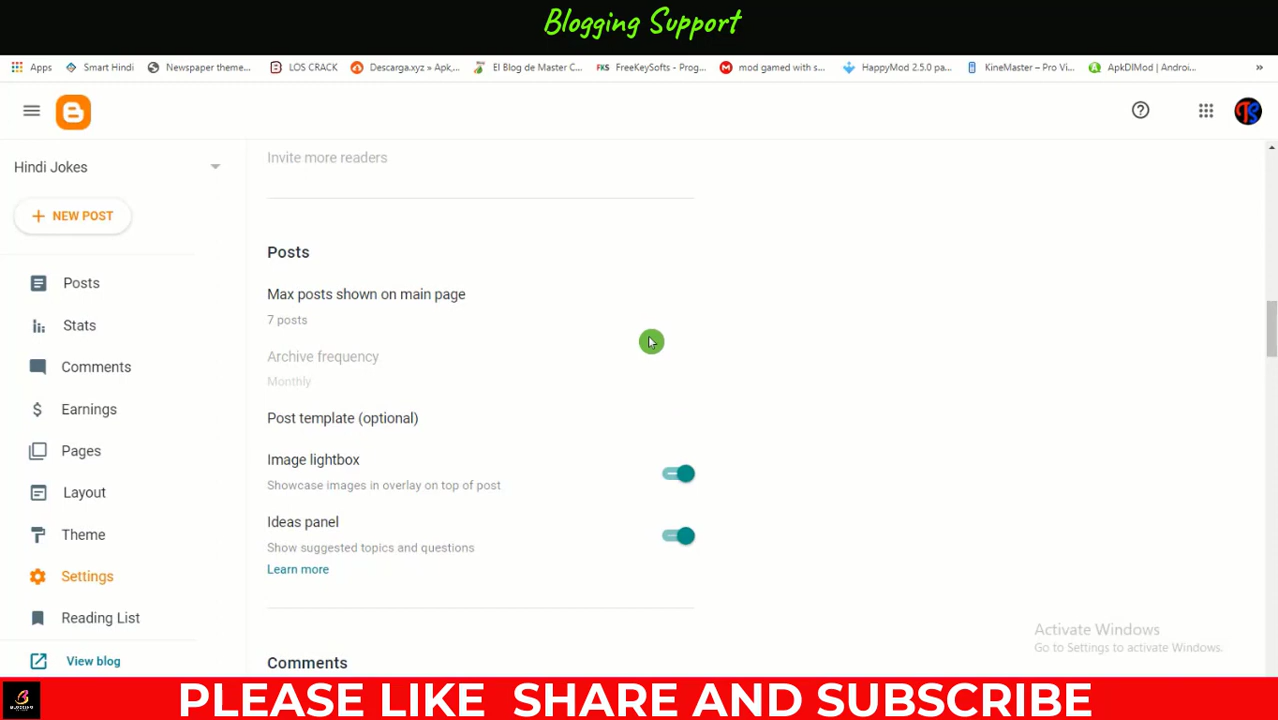 Blogging Support
Apps Smart Hindi Newspaper theme... LOS CRACK Descarga.xyz » Apk,... El Blog de Master C... FKS FreeKeySofts - Prog... mod gamed with s... HappyMod 2.5.0 pa... KineMaster – Pro Vi... ApkDlMod | Androi... »
Hindi Jokes
+ NEW POST
Posts
Stats
Comments
Earnings
Pages
Layout
Theme
Settings
Reading List
View blog
Invite more readers
Posts
Max posts shown on main page
7 posts
Archive frequency
Monthly
Post template (optional)
Image lightbox
Showcase images in overlay on top of post
Ideas panel
Show suggested topics and questions
Learn more
Comments
Activate Windows
Go to Settings to activate Windows.
PLEASE LIKE SHARE AND SUBSCRIBE